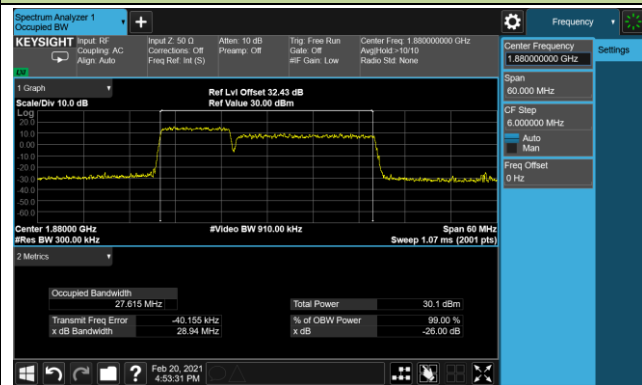 Spectrum Analyzer 1
Occupied BW
Frequency
KEYSIGHT
Input: RF
Coupling: AC
Align: Auto
Input Z: 50 Ω
Corrections: Off
Freq Ref: Int (S)
Atten: 10 dB
Preamp: Off
Trig: Free Run
Gate: Off
#IF Gain: Low
Center Freq: 1.880000000 GHz
Avg|Hold:>10/10
Radio Std: None
Center Frequency
1.880000000 GHz
Settings
Span
60.000 MHz
CF Step
6.000000 MHz
Auto
Man
Freq Offset
0 Hz
1 Graph
Scale/Div 10.0 dB
Ref Lvl Offset 32.43 dB
Ref Value 30.00 dBm
Log
20.0
10.0
0.00
-10.0
-20.0
-30.0
-40.0
-50.0
-60.0
Center 1.88000 GHz
#Res BW 300.00 kHz
#Video BW 910.00 kHz
Span 60 MHz
Sweep 1.07 ms (2001 pts)
2 Metrics
Occupied Bandwidth
27.615 MHz
Total Power 30.1 dBm
Transmit Freq Error -40.155 kHz
% of OBW Power 99.00 %
x dB Bandwidth 28.94 MHz
x dB -26.00 dB
?
Feb 20, 2021
4:53:31 PM